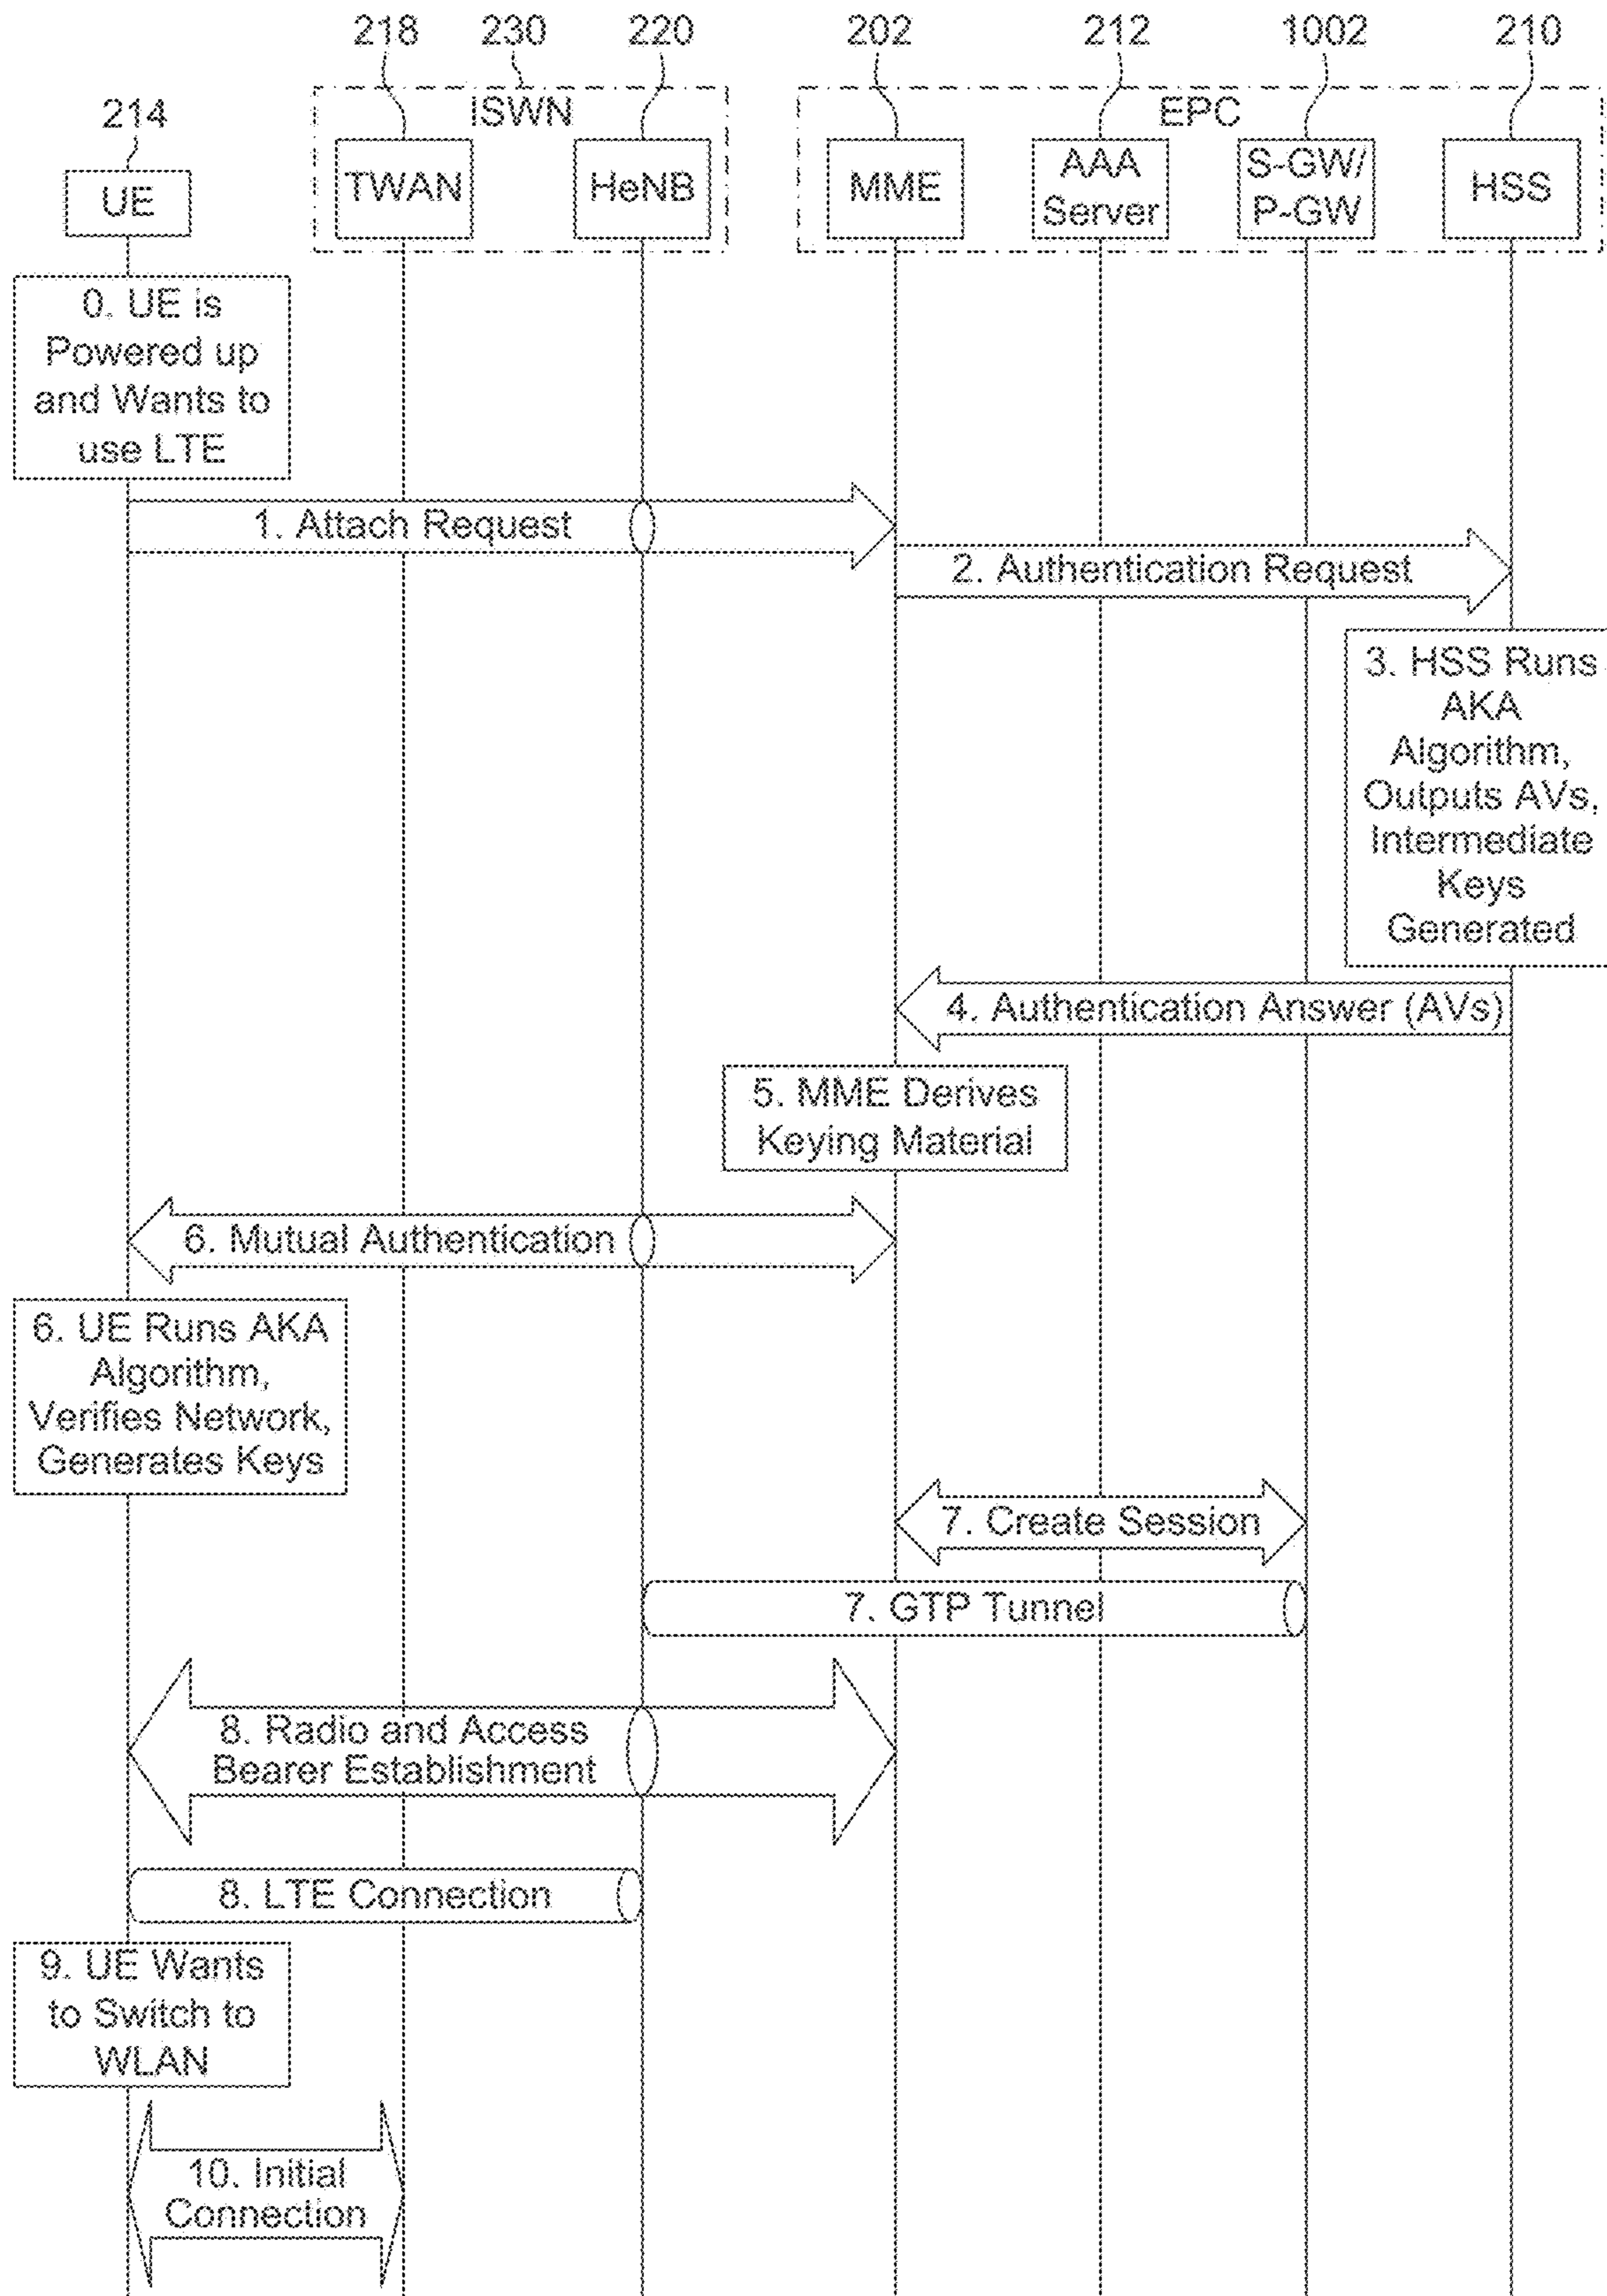 218 230 220 202 212 1002 210
214 ISWN EPC
UE TWAN HeNB MME AAA Server S-GW/ P-GW HSS
0. UE is
Powered up
and Wants to
use LTE
1. Attach Request
2. Authentication Request
3. HSS Runs
AKA
Algorithm,
Outputs AVs,
Intermediate
Keys
Generated
4. Authentication Answer (AVs)
5. MME Derives
Keying Material
6. Mutual Authentication
6. UE Runs AKA
Algorithm,
Verifies Network,
Generates Keys
7. Create Session
7. GTP Tunnel
8. Radio and Access
Bearer Establishment
8. LTE Connection
9. UE Wants
to Switch to
WLAN
10. Initial
Connection